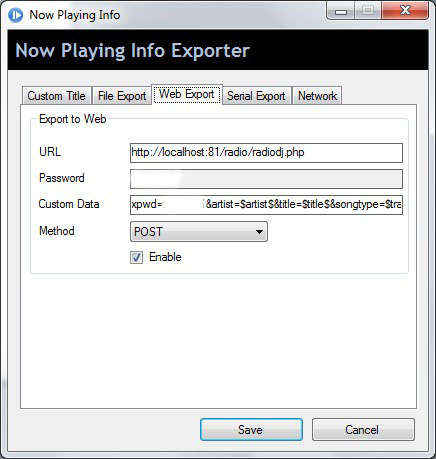 Now Playing Info
Now Playing Info Exporter
Custom Title File Export Web Export Serial Export Network
Export to Web
URL http://localhost:81/radio/radiodj.php
Password
Custom Data xpwd= &artist=$artist$&title=$title$&songtype=$tra
Method POST
Enable
Save Cancel